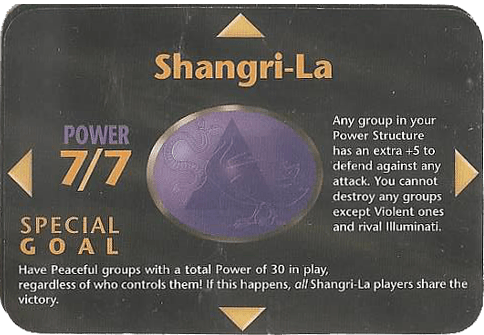 Shangri-La
POWER
7/7
Any group in your
Power Structure
has an extra +5 to
defend against any
attack. You cannot
destroy any groups
except Violent ones
and rival Illuminati.
SPECIAL
GOAL
Have Peaceful groups with a total Power of 30 in play,
regardless of who controls them! If this happens, all Shangri-La players share the
victory.